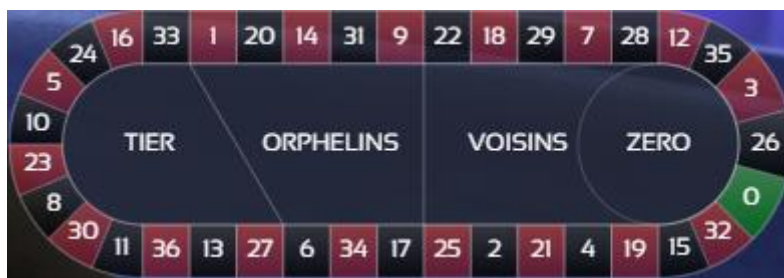 24 16 33 1 20 14 31 9 22 18 29 7 28 12 35
5 3
10 TIER ORPHELINS VOISINS ZERO 26
23
8 0
30 11 36 13 27 6 34 17 25 2 21 4 19 15 32